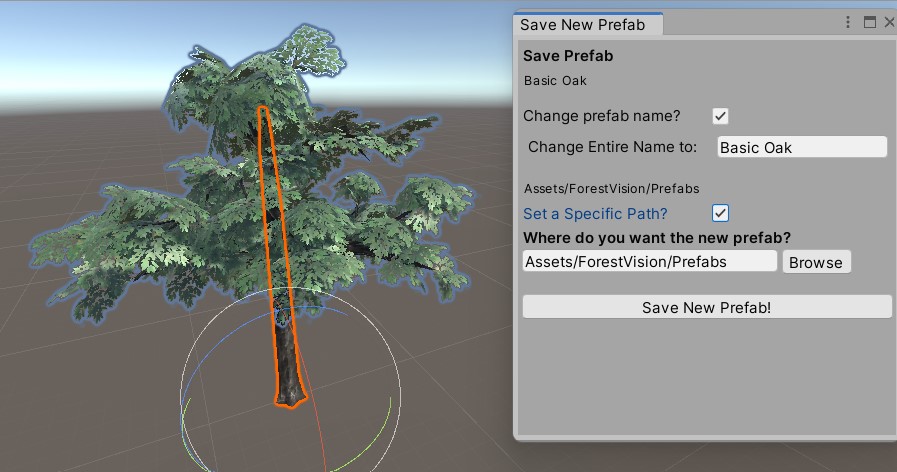 Save New Prefab
Save Prefab
Basic Oak
Change prefab name?
Change Entire Name to: Basic Oak
Assets/ForestVision/Prefabs
Set a Specific Path?
Where do you want the new prefab?
Assets/ForestVision/Prefabs Browse
Save New Prefab!